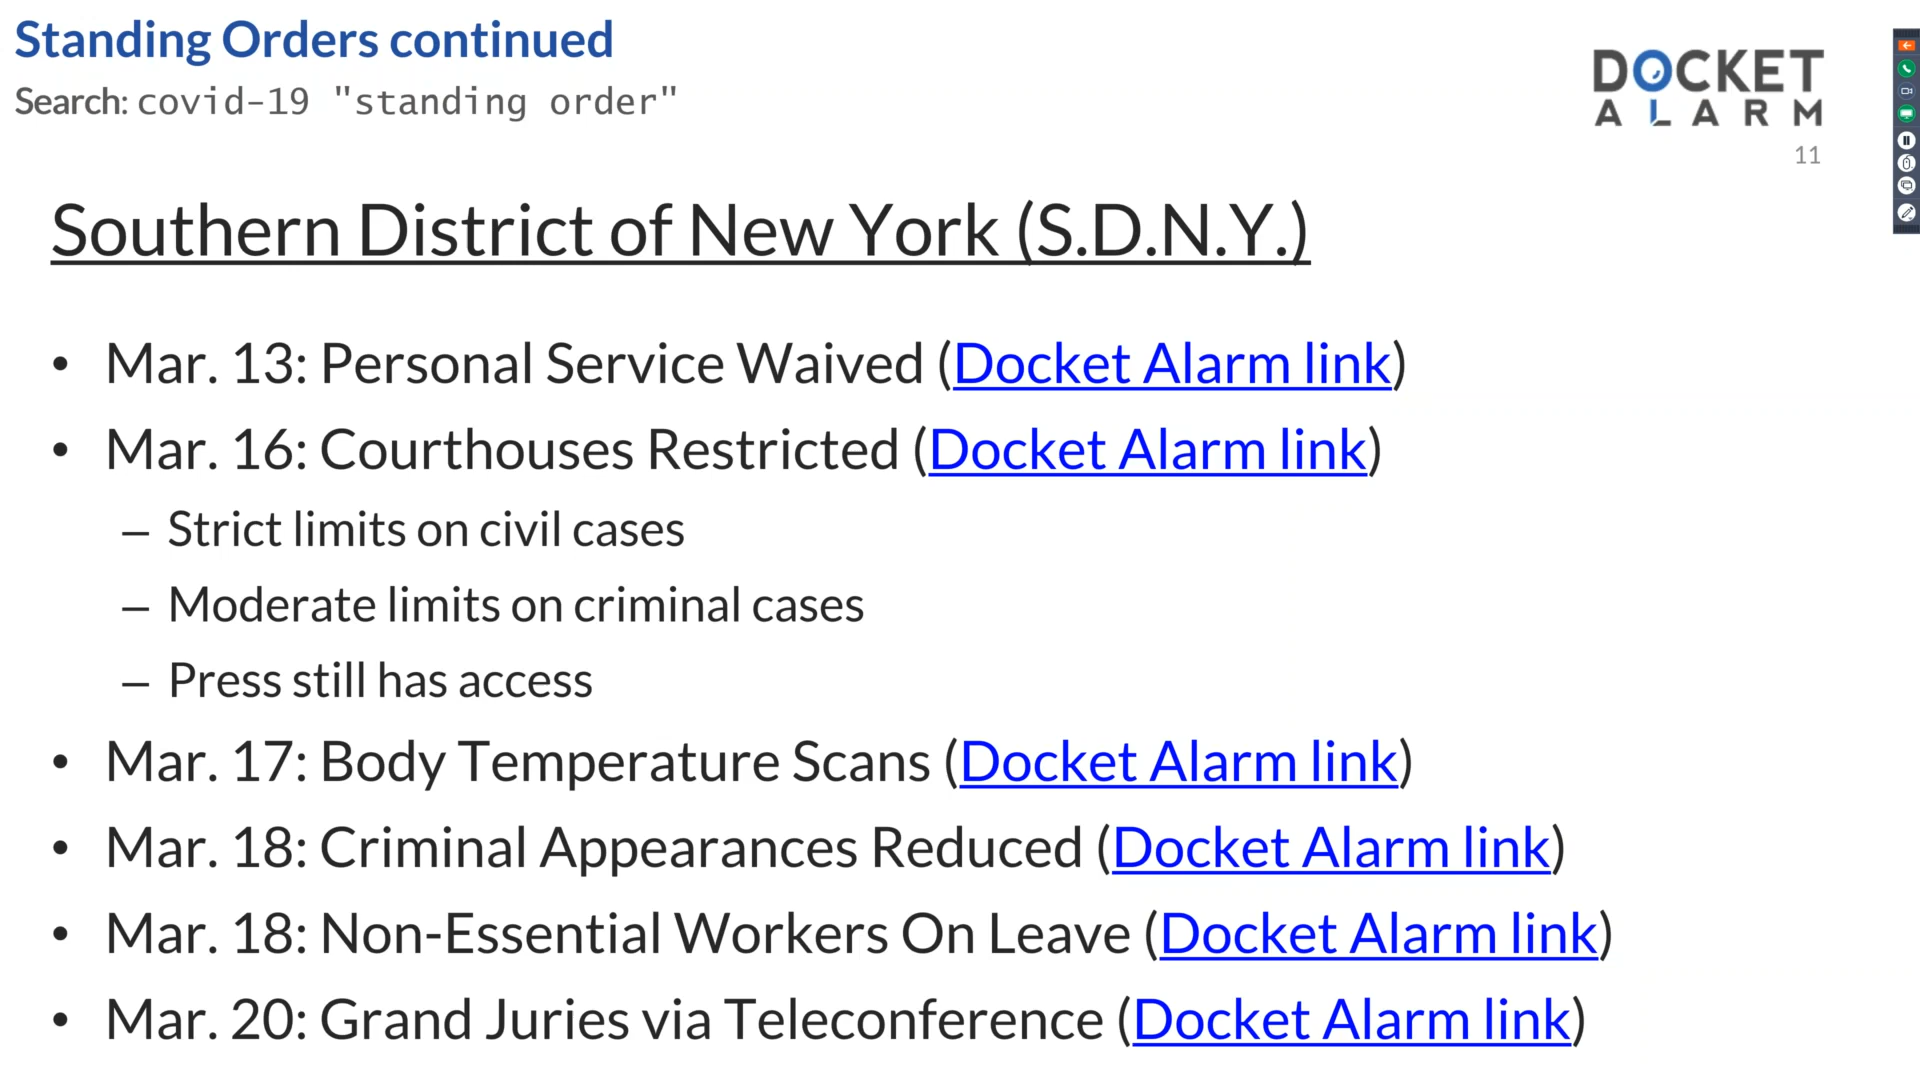 Standing Orders continued
Search: covid-19 "standing order"
DOCKET
ALARM
11
Southern District of New York (S.D.N.Y.)
• Mar. 13: Personal Service Waived (Docket Alarm link)
• Mar. 16: Courthouses Restricted (Docket Alarm link)
– Strict limits on civil cases
– Moderate limits on criminal cases
– Press still has access
• Mar. 17: Body Temperature Scans (Docket Alarm link)
• Mar. 18: Criminal Appearances Reduced (Docket Alarm link)
• Mar. 18: Non-Essential Workers On Leave (Docket Alarm link)
• Mar. 20: Grand Juries via Teleconference (Docket Alarm link)